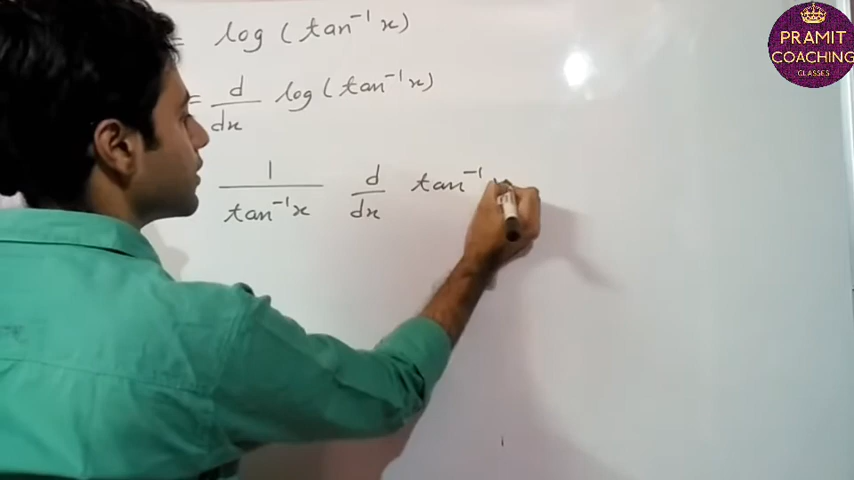 = log (tan⁻¹ x)
= d/dx log (tan⁻¹ x)
1/(tan⁻¹ x) d/dx tan⁻¹
PRAMIT
COACHING
CLASSES